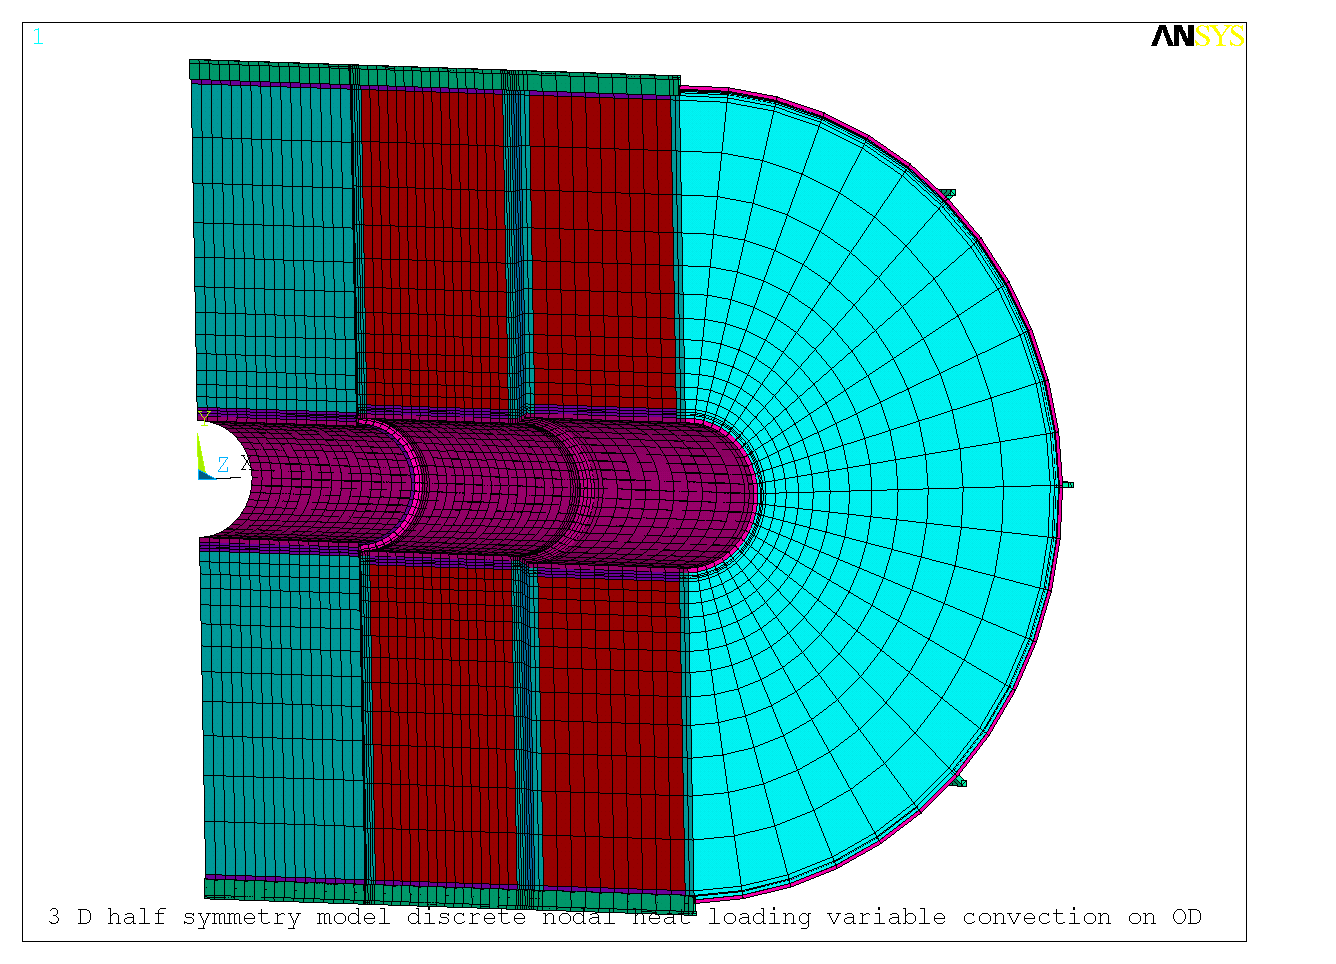 1
ANSYS
Y
Z X
3 D half symmetry model discrete nodal heat loading variable convection on OD